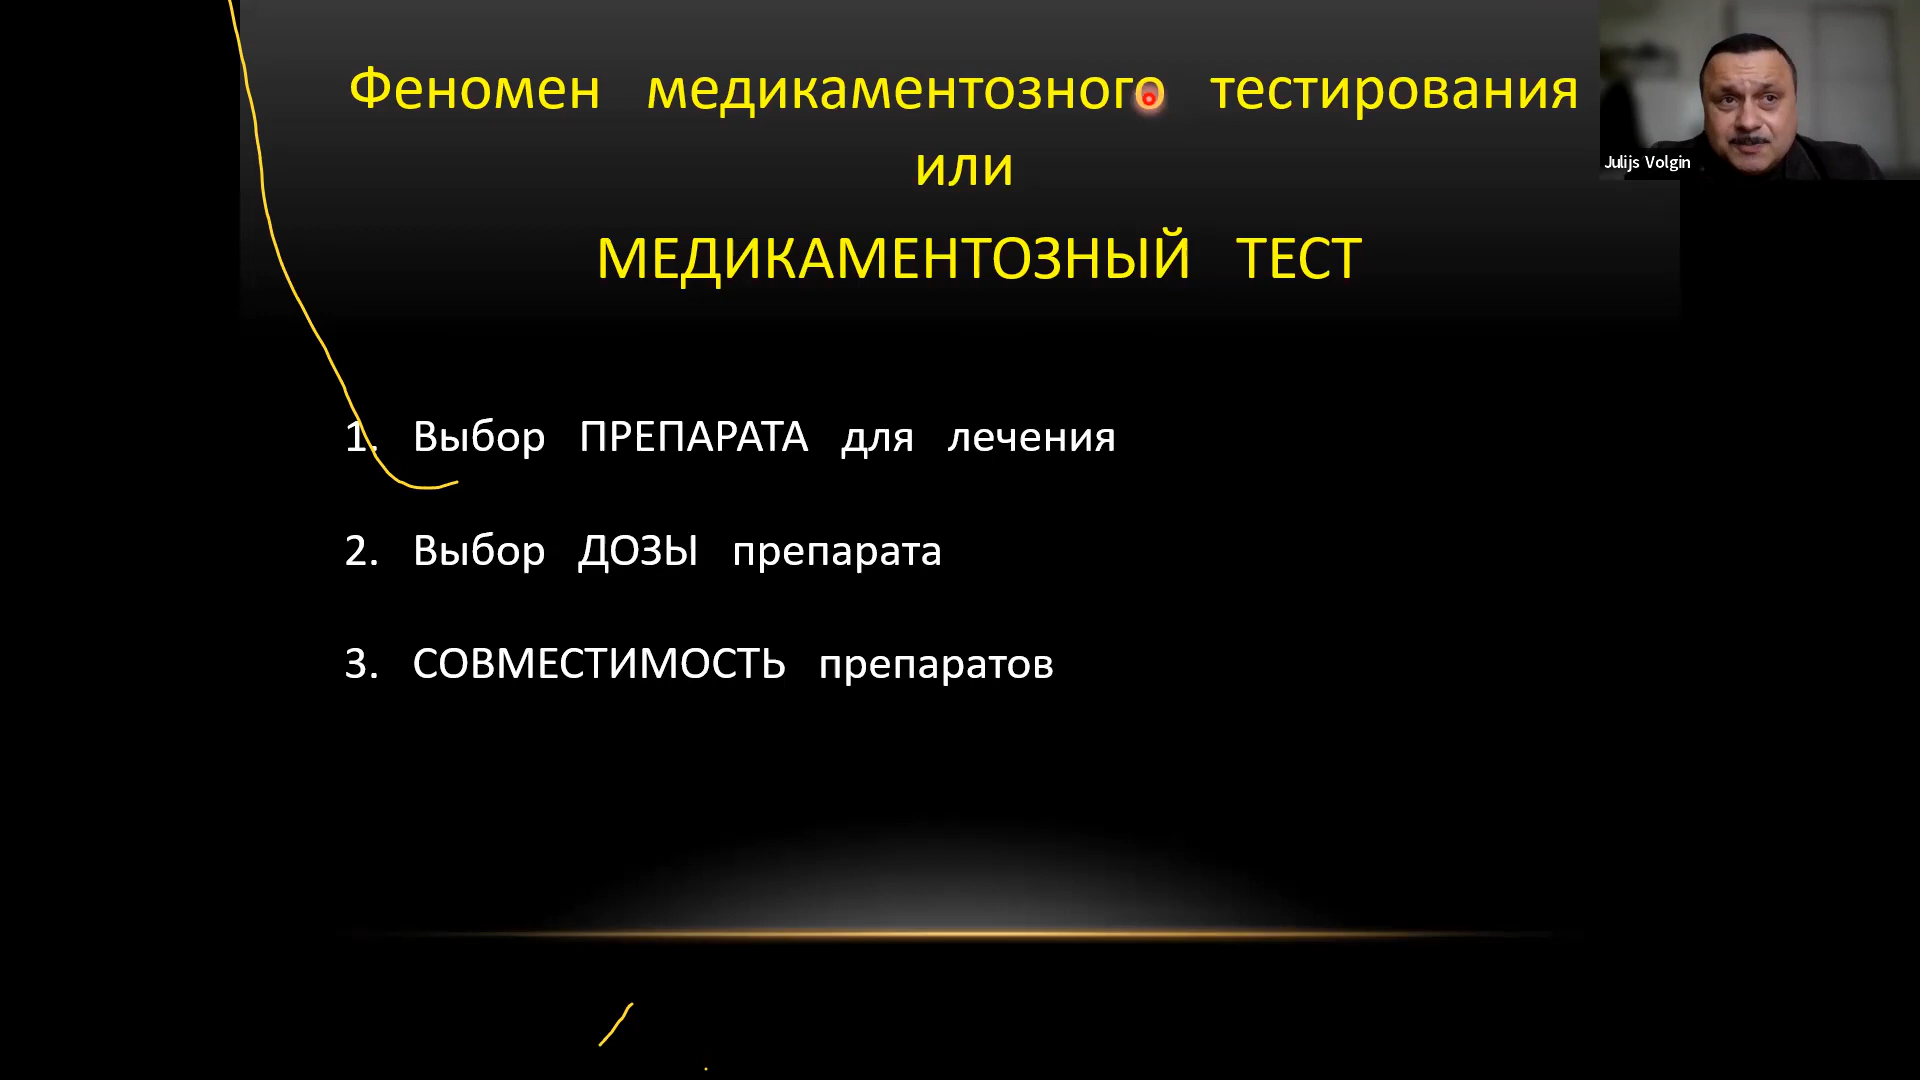 Феномен медикаментозного тестирования
или
МЕДИКАМЕНТОЗНЫЙ ТЕСТ
Julijs Volgin
1. Выбор ПРЕПАРАТА для лечения
2. Выбор ДОЗЫ препарата
3. СОВМЕСТИМОСТЬ препаратов